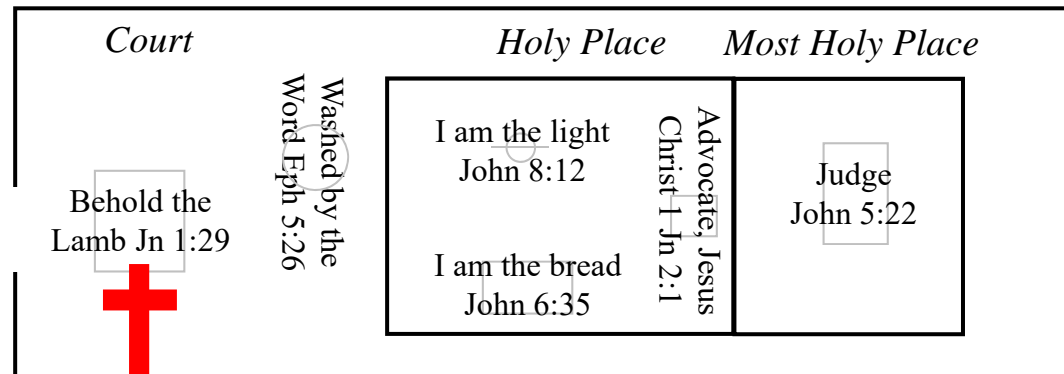 Court
Holy Place
Most Holy Place
Behold the
Lamb Jn 1:29
Washed by the
Word Eph 5:26
I am the light
John 8:12
I am the bread
John 6:35
Advocate, Jesus
Christ 1 Jn 2:1
Judge
John 5:22